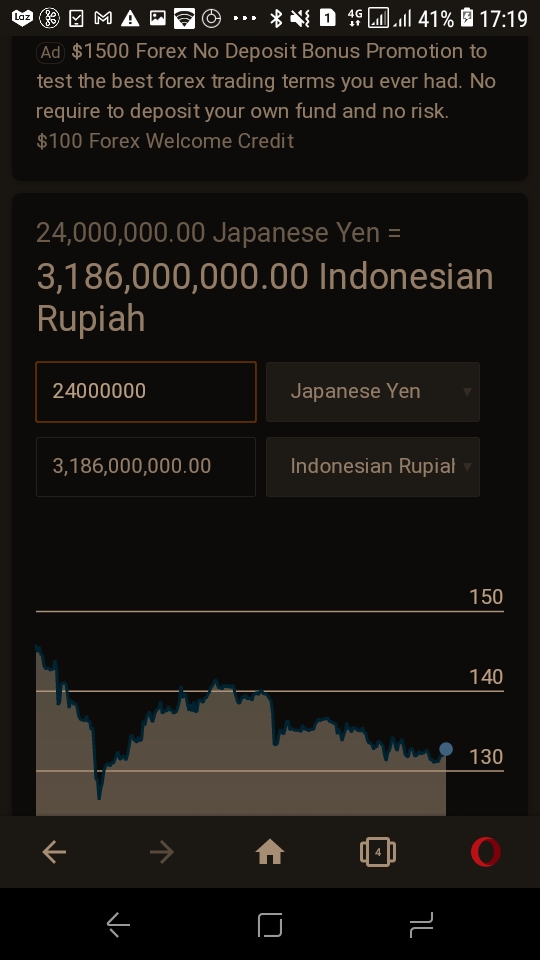 Laz 1 4G 41% 17:19
Ad $1500 Forex No Deposit Bonus Promotion to
test the best forex trading terms you ever had. No
require to deposit your own fund and no risk.
$100 Forex Welcome Credit
24,000,000.00 Japanese Yen =
3,186,000,000.00 Indonesian
Rupiah
24000000 Japanese Yen
3,186,000,000.00 Indonesian Rupiah
150
140
130
4